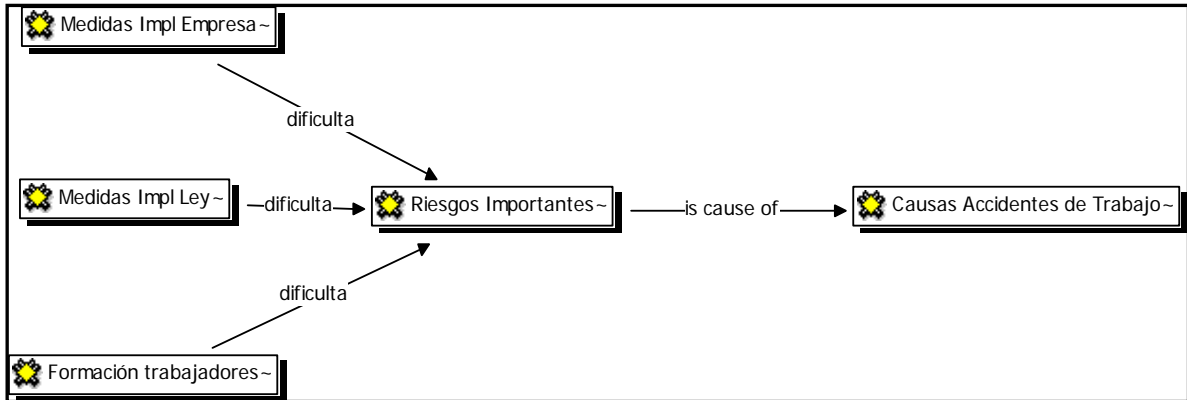 Medidas Impl Empresa~
dificulta
Medidas Impl Ley~
dificulta
Riesgos Importantes~
is cause of
Causas Accidentes de Trabajo~
dificulta
Formación trabajadores~